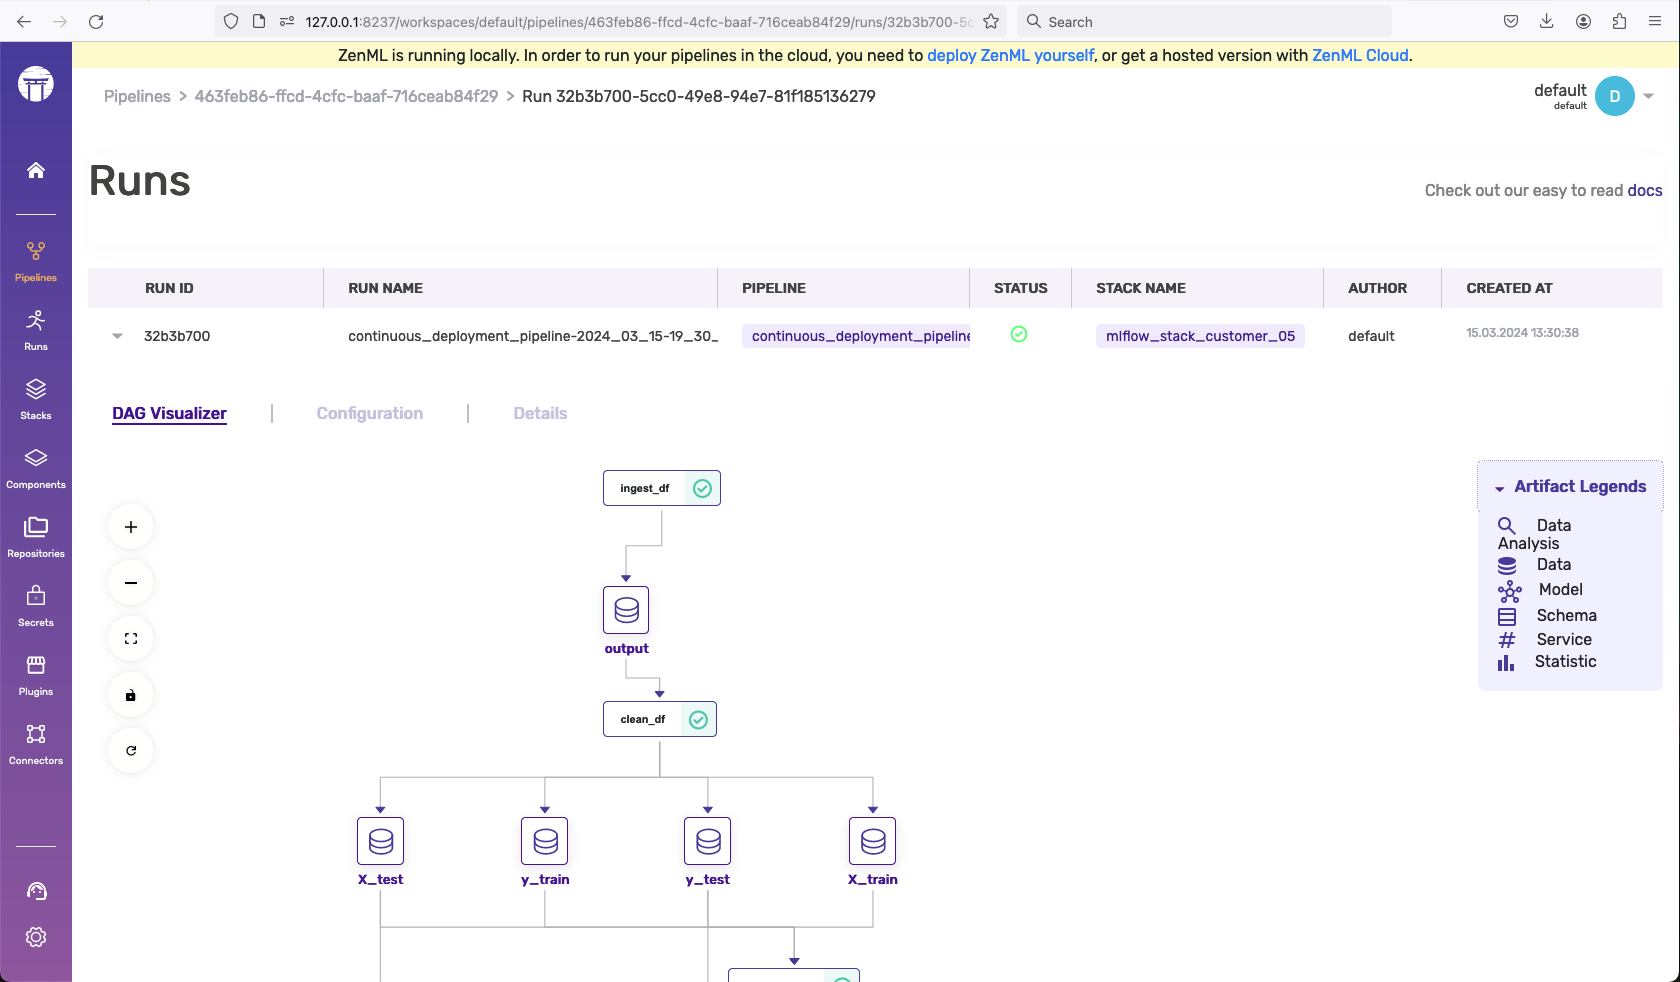 127.0.0.1:8237/workspaces/default/pipelines/463feb86-ffcd-4cfc-baaf-716ceab84f29/runs/32b3b700-5c
Search
ZenML is running locally. In order to run your pipelines in the cloud, you need to deploy ZenML yourself, or get a hosted version with ZenML Cloud.
Pipelines > 463feb86-ffcd-4cfc-baaf-716ceab84f29 > Run 32b3b700-5cc0-49e8-94e7-81f185136279
default
default
D
Runs
Check out our easy to read docs
Pipelines
Runs
Stacks
Components
Repositories
Secrets
Plugins
Connectors
RUN ID RUN NAME PIPELINE STATUS STACK NAME AUTHOR CREATED AT
32b3b700 continuous_deployment_pipeline-2024_03_15-19_30_ continuous_deployment_pipeline mlflow_stack_customer_05 default 15.03.2024 13:30:38
DAG Visualizer | Configuration | Details
ingest_df
output
clean_df
X_test y_train y_test X_train
Artifact Legends
Data
Analysis
Data
Model
Schema
Service
Statistic